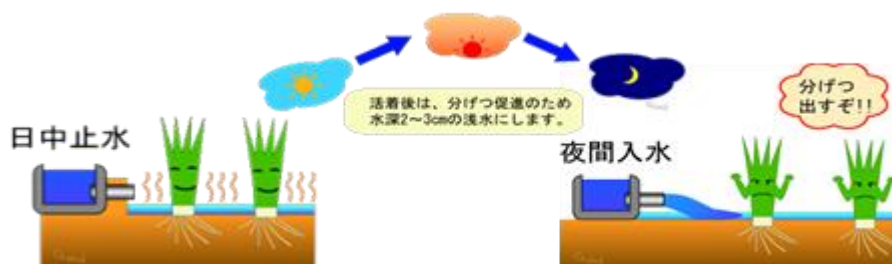 日中止水
活着後は、分げつ促進のため
水深2〜3cmの浅水にします。
夜間入水
分げつ
出すぞ!!